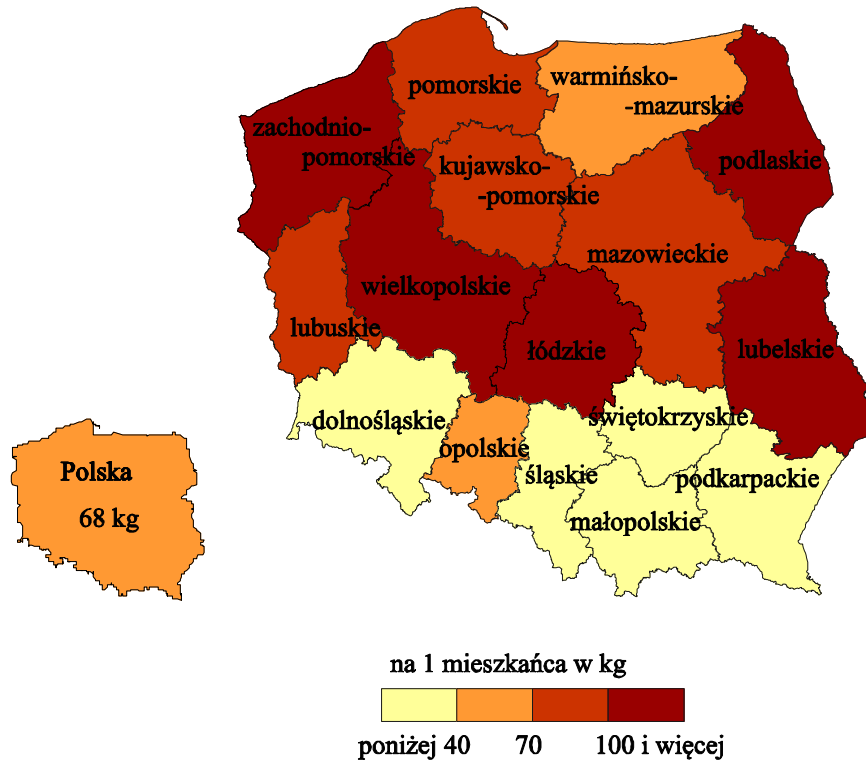 pomorskie
warmińsko-
-mazurskie
zachodnio-
pomorskie
podlaskie
kujawsko-
-pomorskie
mazowieckie
wielkopolskie
lubuskie
łódzkie
lubelskie
dolnośląskie
świętokrzyskie
opolskie
śląskie
podkarpackie
małopolskie
Polska
68 kg
na 1 mieszkańca w kg
poniżej 40 70 100 i więcej